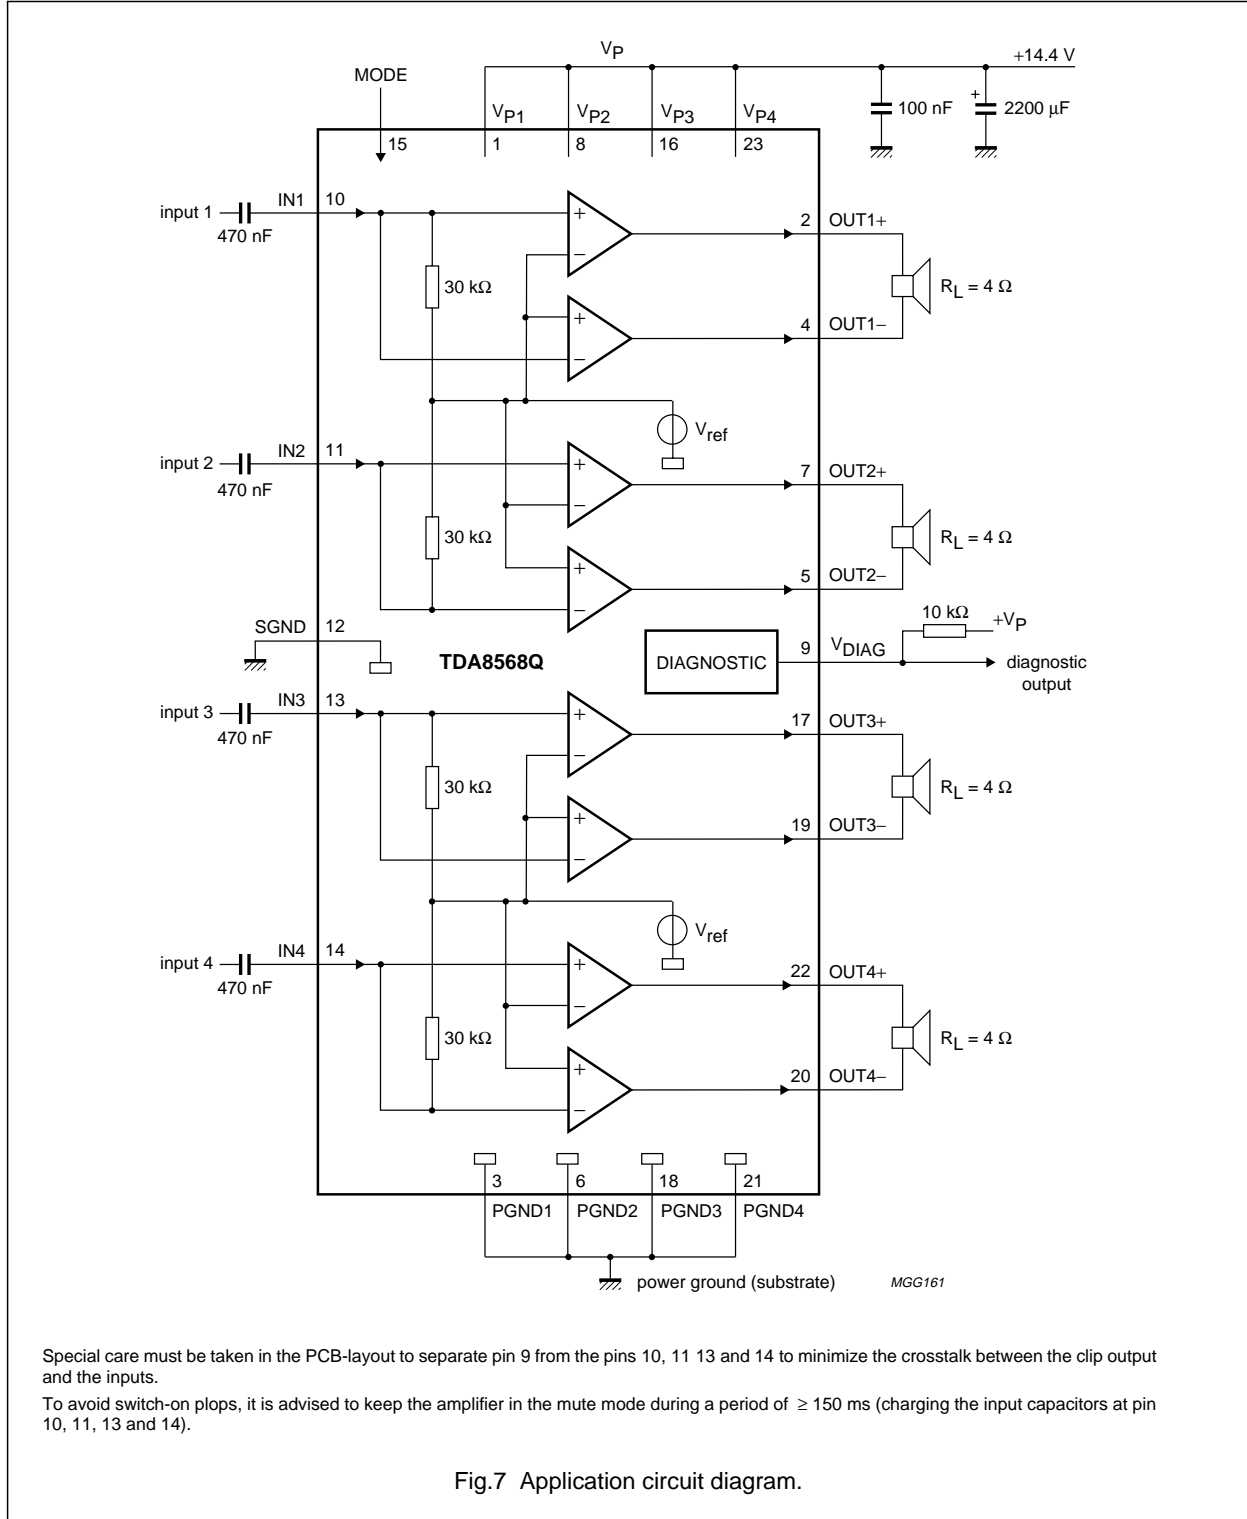 V_P
+14.4 V
MODE
V_P1
V_P2
V_P3
V_P4
100 nF
+
2200 μF
15
1
8
16
23
input 1
470 nF
IN1
10
+
−
2
OUT1+
30 kΩ
R_L = 4 Ω
+
−
4
OUT1−
V_ref
input 2
470 nF
IN2
11
+
−
7
OUT2+
30 kΩ
R_L = 4 Ω
+
−
5
OUT2−
SGND
12
TDA8568Q
DIAGNOSTIC
9
V_DIAG
10 kΩ
+V_P
diagnostic
output
input 3
470 nF
IN3
13
+
−
17
OUT3+
30 kΩ
R_L = 4 Ω
+
−
19
OUT3−
V_ref
input 4
470 nF
IN4
14
+
−
22
OUT4+
30 kΩ
R_L = 4 Ω
+
−
20
OUT4−
3
6
18
21
PGND1
PGND2
PGND3
PGND4
power ground (substrate)
MGG161
Special care must be taken in the PCB-layout to separate pin 9 from the pins 10, 11 13 and 14 to minimize the crosstalk between the clip output
and the inputs.
To avoid switch-on plops, it is advised to keep the amplifier in the mute mode during a period of ≥ 150 ms (charging the input capacitors at pin
10, 11, 13 and 14).
Fig.7 Application circuit diagram.